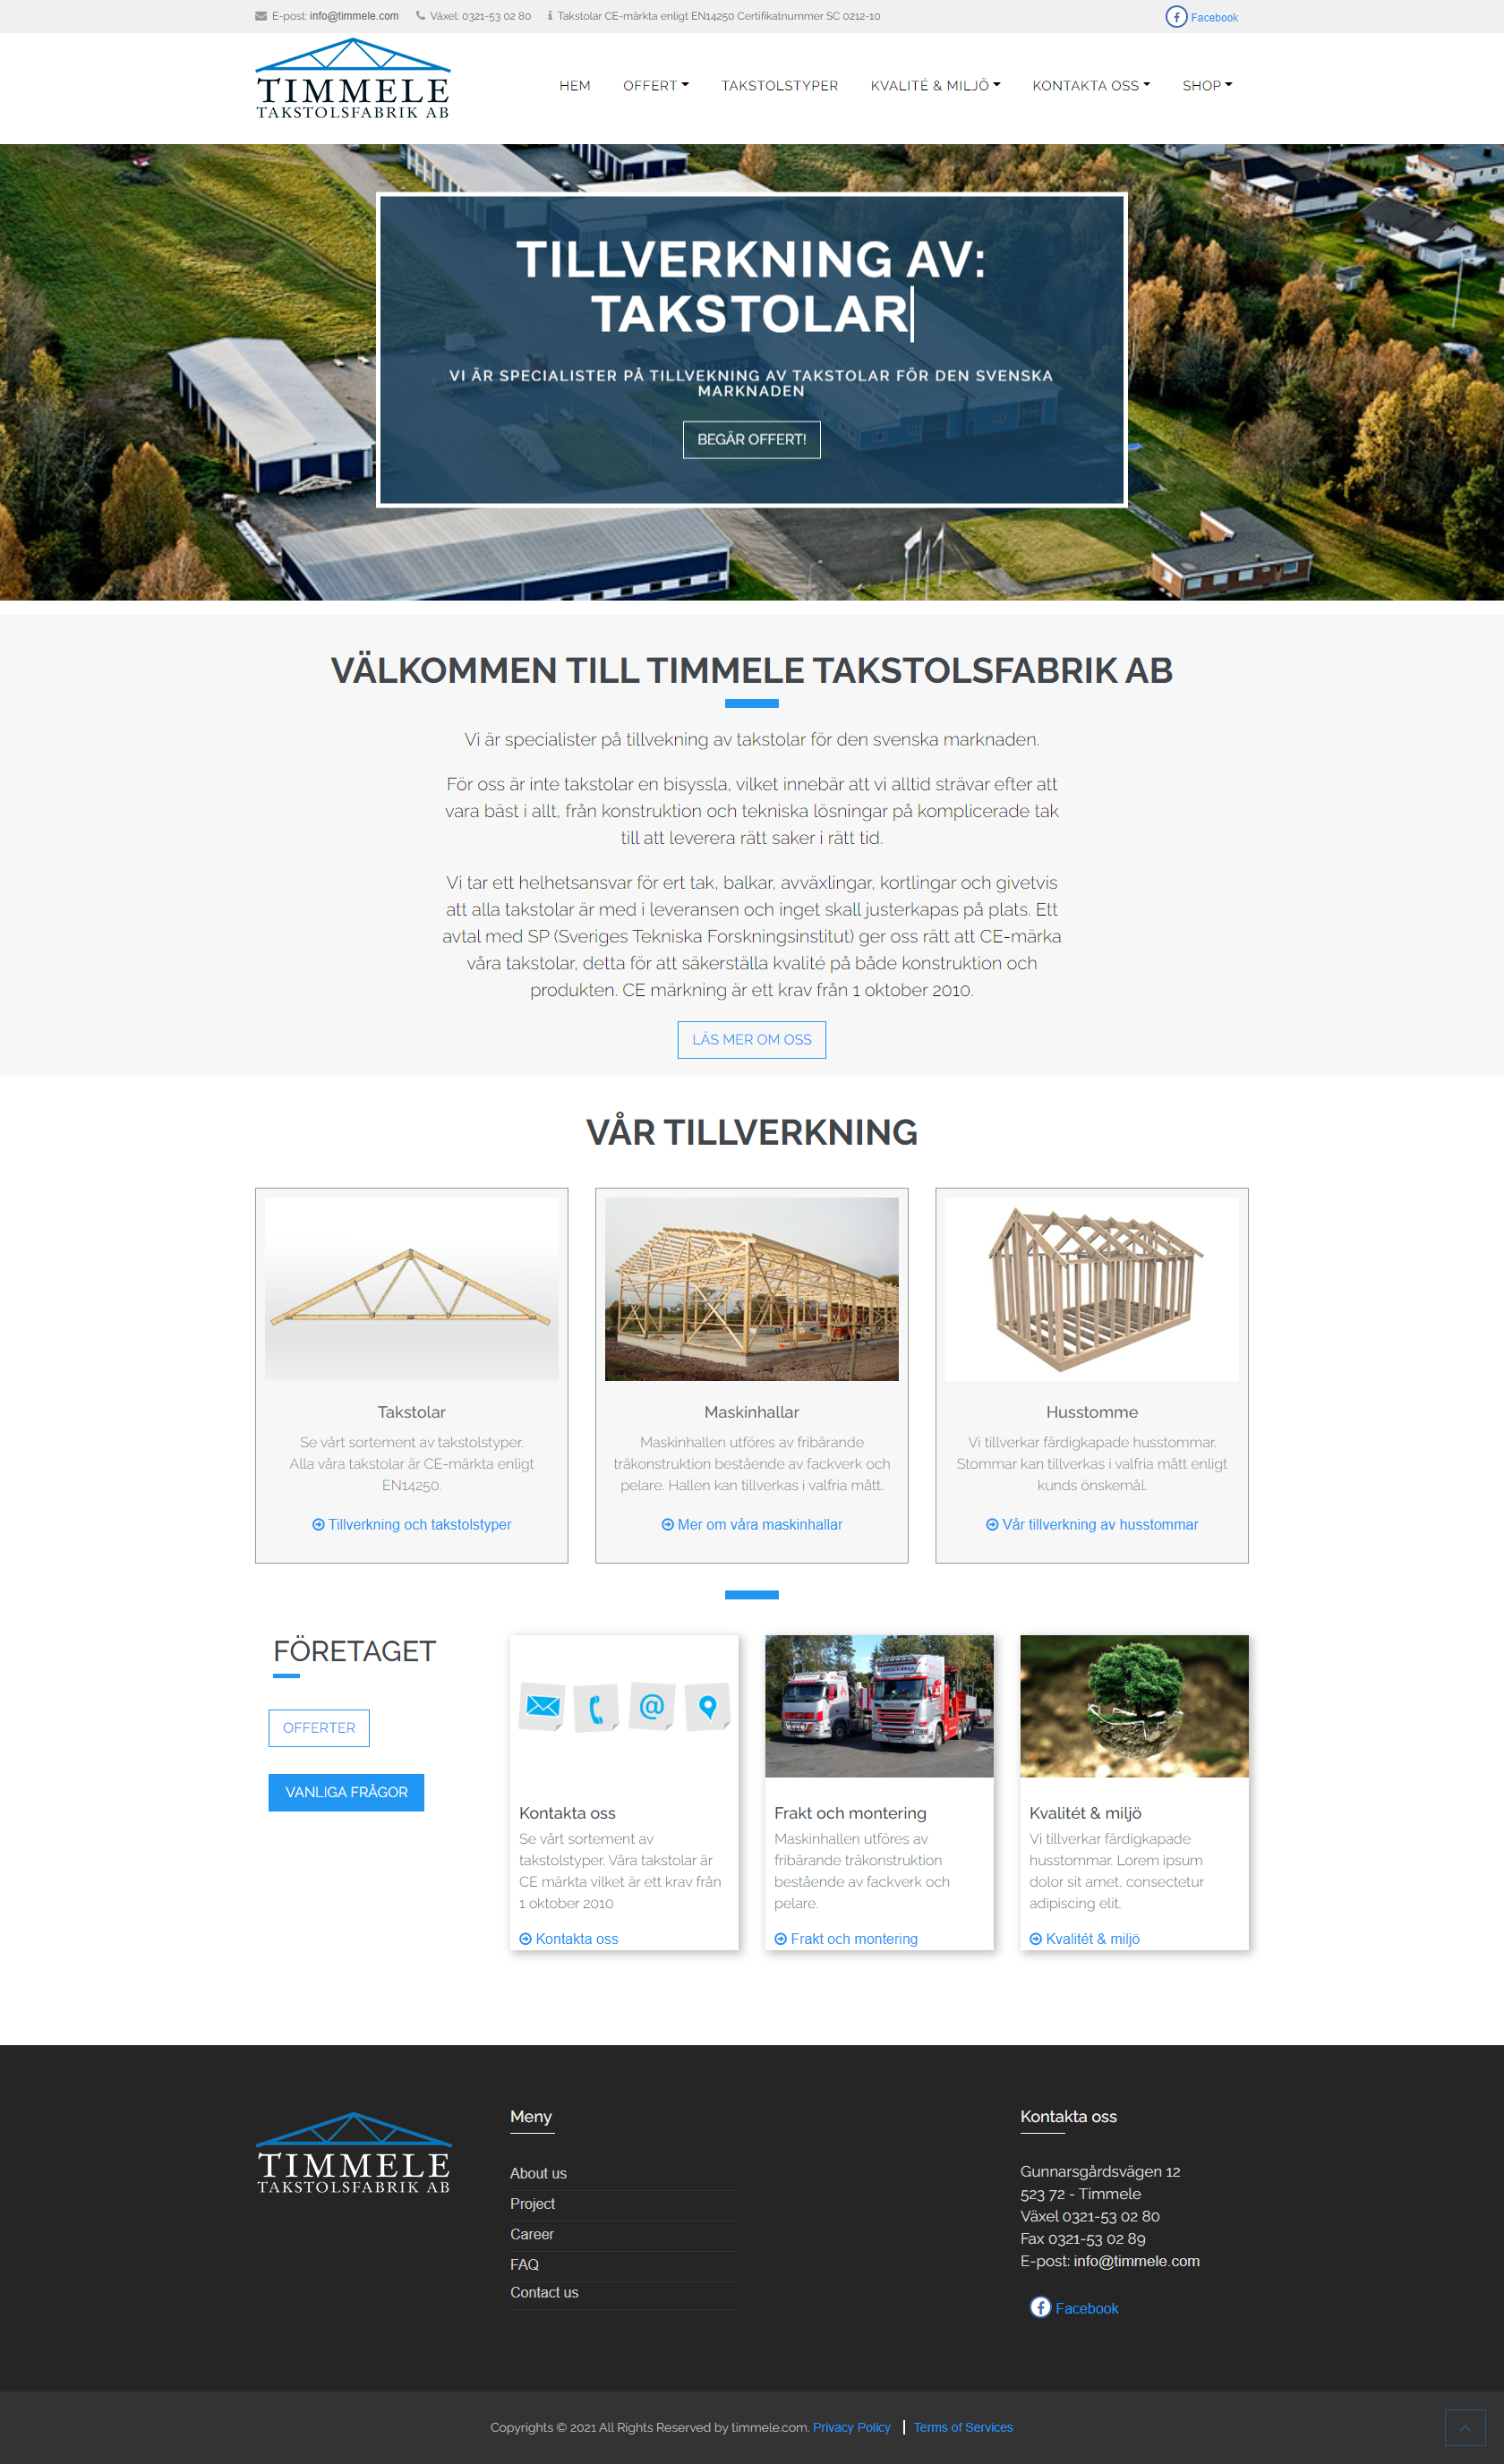 E-post: info@timmele.com Växel: 0321-53 02 80 Takstolar CE-märkta enligt EN14250 Certifikatnummer SC 0212-10 Facebook
TIMMELE
TAKSTOLSFABRIK AB
HEM OFFERT TAKSTOLSTYPER KVALITÉ & MILJÖ KONTAKTA OSS SHOP
TILLVERKNING AV:
TAKSTOLAR
VI ÄR SPECIALISTER PÅ TILLVEKNING AV TAKSTOLAR FÖR DEN SVENSKA
MARKNADEN
BEGÄR OFFERT!
VÄLKOMMEN TILL TIMMELE TAKSTOLSFABRIK AB
Vi är specialister på tillvekning av takstolar för den svenska marknaden.
För oss är inte takstolar en bisyssla, vilket innebär att vi alltid strävar efter att
vara bäst i allt, från konstruktion och tekniska lösningar på komplicerade tak
till att leverera rätt saker i rätt tid.
Vi tar ett helhetsansvar för ert tak, balkar, avväxlingar, kortlingar och givetvis
att alla takstolar är med i leveransen och inget skall justerkapas på plats. Ett
avtal med SP (Sveriges Tekniska Forskningsinstitut) ger oss rätt att CE-märka
våra takstolar, detta för att säkerställa kvalité på både konstruktion och
produkten. CE märkning är ett krav från 1 oktober 2010.
LÄS MER OM OSS
VÅR TILLVERKNING
Takstolar
Se vårt sortement av takstolstyper.
Alla våra takstolar är CE-märkta enligt
EN14250.
Tillverkning och takstolstyper
Maskinhallar
Maskinhallen utföres av fribärande
träkonstruktion bestående av fackverk och
pelare. Hallen kan tillverkas i valfria mått.
Mer om våra maskinhallar
Husstomme
Vi tillverkar färdigkapade husstommar.
Stommar kan tillverkas i valfria mått enligt
kunds önskemål.
Vår tillverkning av husstommar
FÖRETAGET
OFFERTER
VANLIGA FRÅGOR
Kontakta oss
Se vårt sortement av
takstolstyper. Våra takstolar är
CE märkta vilket är ett krav från
1 oktober 2010
Kontakta oss
Frakt och montering
Maskinhallen utföres av
fribärande träkonstruktion
bestående av fackverk och
pelare.
Frakt och montering
Kvalitét & miljö
Vi tillverkar färdigkapade
husstommar. Lorem ipsum
dolor sit amet, consectetur
adipiscing elit.
Kvalitét & miljö
TIMMELE
TAKSTOLSFABRIK AB
Meny
About us
Project
Career
FAQ
Contact us
Kontakta oss
Gunnarsgårdsvägen 12
523 72 - Timmele
Växel 0321-53 02 80
Fax 0321-53 02 89
E-post: info@timmele.com
Facebook
Copyrights © 2021 All Rights Reserved by timmele.com. Privacy Policy | Terms of Services